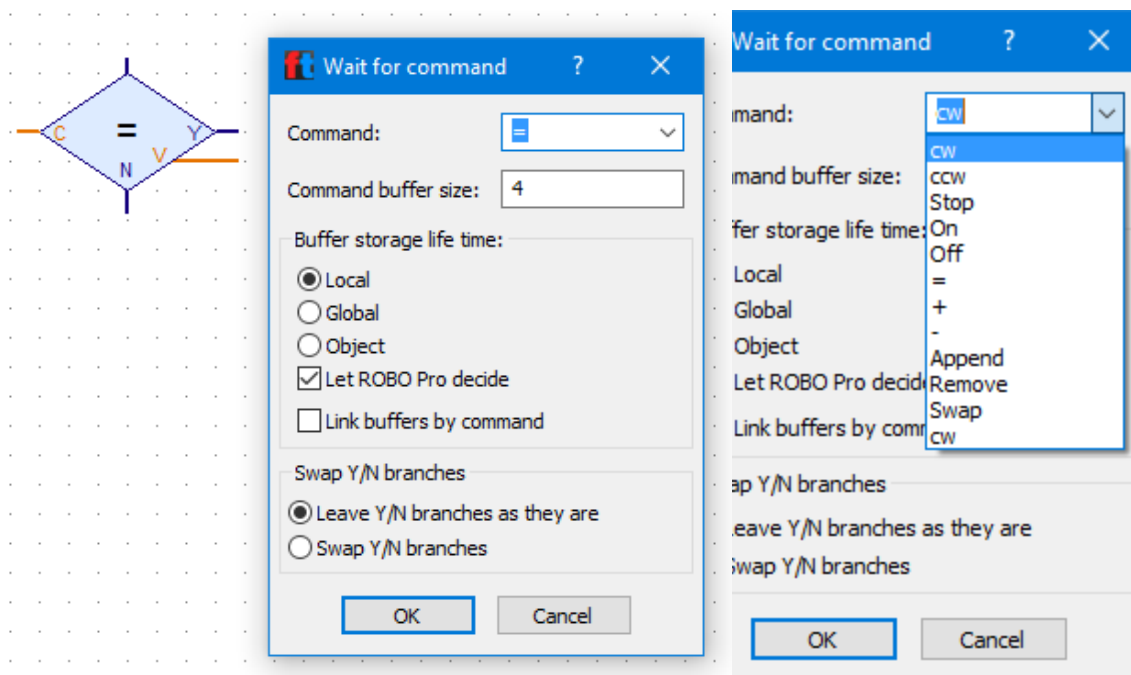 C = Y
N V
Wait for command ?
Command: =
Command buffer size: 4
Buffer storage life time:
Local
Global
Object
Let ROBO Pro decide
Link buffers by command
Swap Y/N branches
Leave Y/N branches as they are
Swap Y/N branches
OK Cancel
Wait for command ?
mmand: cw
cw
ccw
Stop
On
Off
=
+
-
Append
Remove
Swap
cw
mmand buffer size:
ffer storage life time:
Local
Global
Object
Let ROBO Pro decid
Link buffers by comr
ap Y/N branches
eave Y/N branches as they are
Swap Y/N branches
OK Cancel